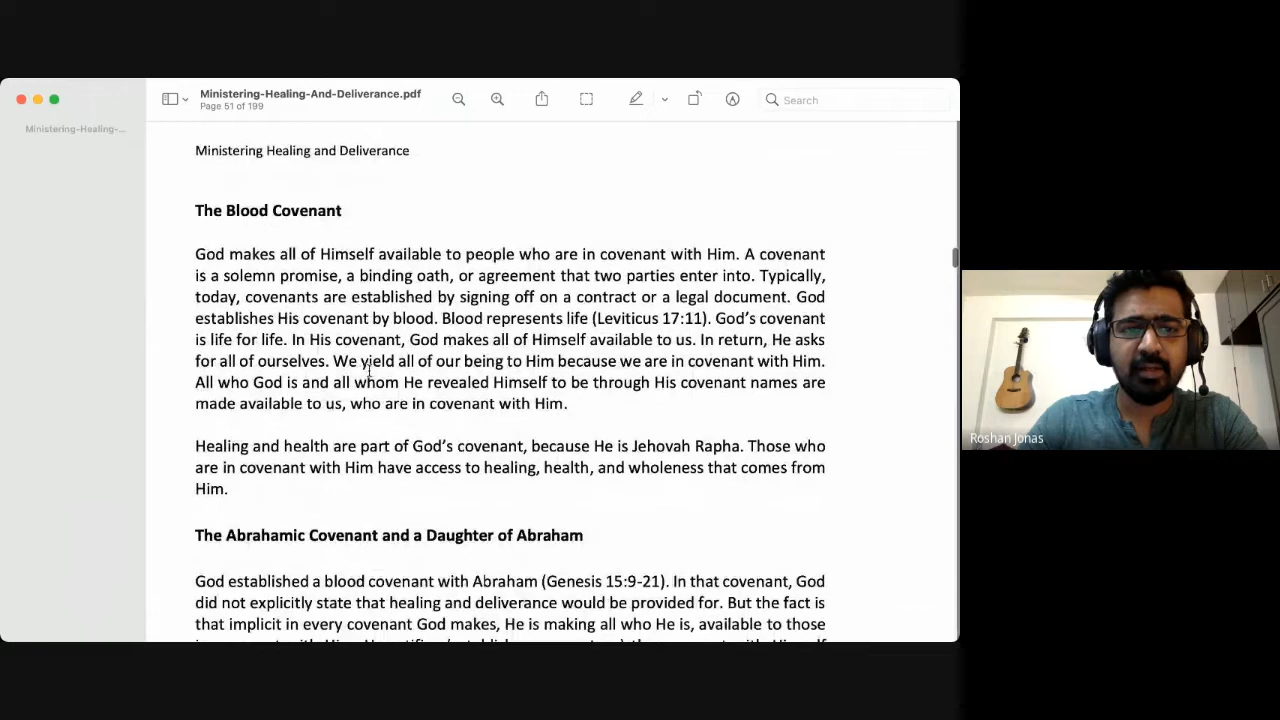 Ministering-Healing-And-Deliverance.pdf
Page 51 of 199
Search
Ministering-Healing-...
Ministering Healing and Deliverance
The Blood Covenant
God makes all of Himself available to people who are in covenant with Him. A covenant
is a solemn promise, a binding oath, or agreement that two parties enter into. Typically,
today, covenants are established by signing off on a contract or a legal document. God
establishes His covenant by blood. Blood represents life (Leviticus 17:11). God's covenant
is life for life. In His covenant, God makes all of Himself available to us. In return, He asks
for all of ourselves. We yield all of our being to Him because we are in covenant with Him.
All who God is and all whom He revealed Himself to be through His covenant names are
made available to us, who are in covenant with Him.
Healing and health are part of God's covenant, because He is Jehovah Rapha. Those who
are in covenant with Him have access to healing, health, and wholeness that comes from
Him.
The Abrahamic Covenant and a Daughter of Abraham
God established a blood covenant with Abraham (Genesis 15:9-21). In that covenant, God
did not explicitly state that healing and deliverance would be provided for. But the fact is
that implicit in every covenant God makes, He is making all who He is, available to those
Roshan Jonas